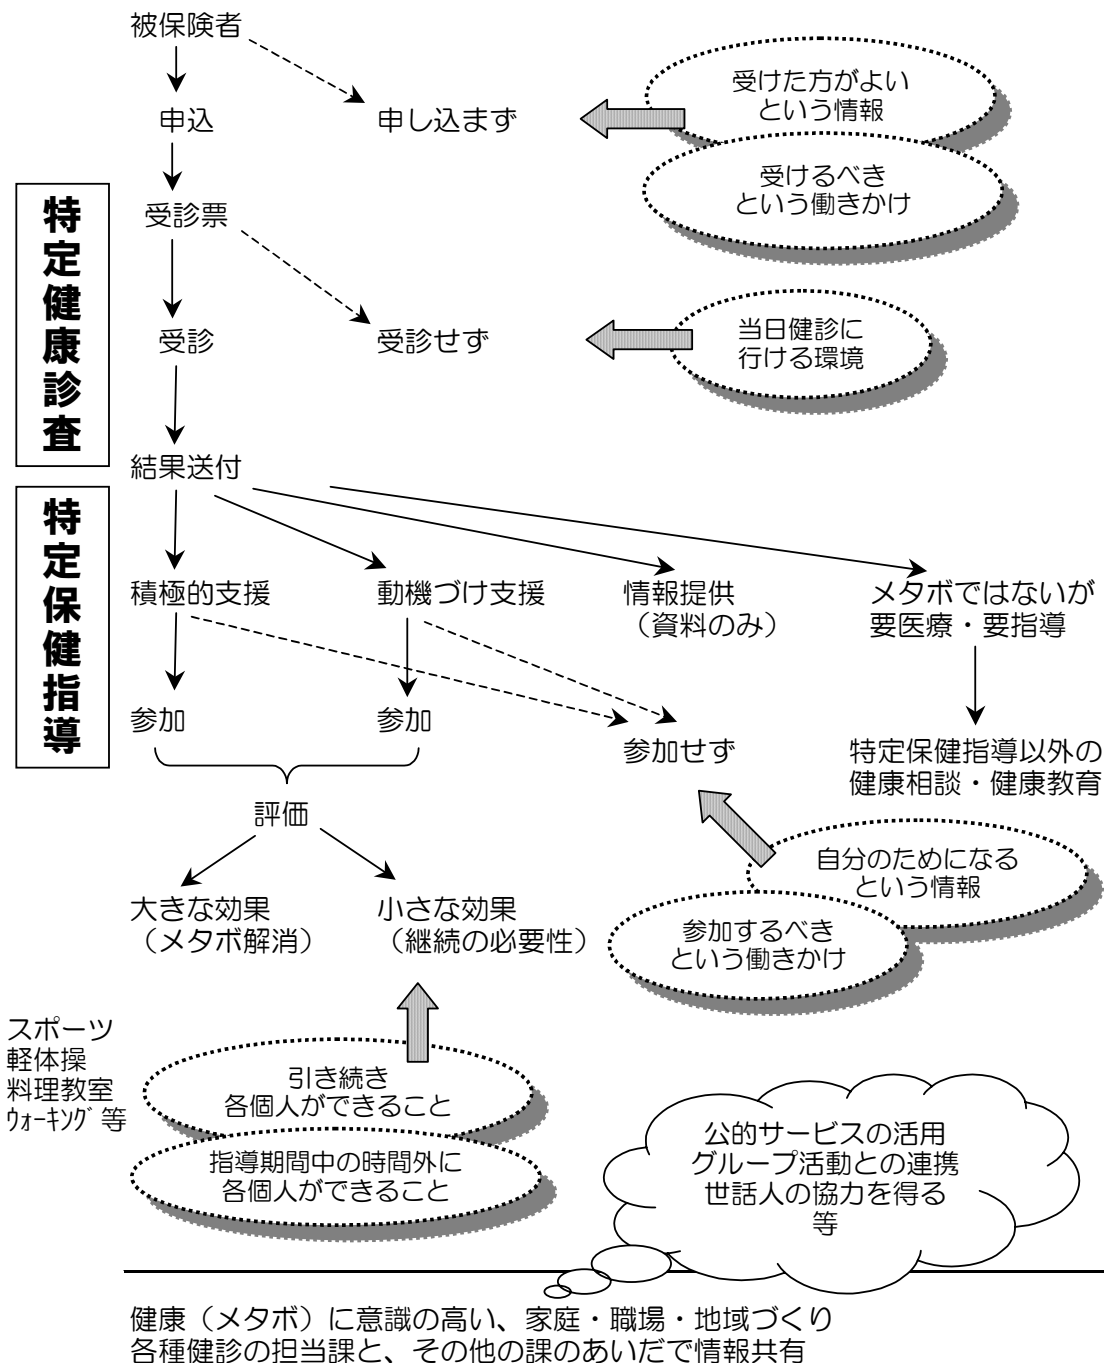 被保険者
申込
申し込まず
受けた方がよい
という情報
受けるべき
という働きかけ
特定健康診査
受診票
受診
受診せず
当日健診に
行ける環境
結果送付
特定保健指導
積極的支援
動機づけ支援
情報提供
（資料のみ）
メタボではないが
要医療・要指導
参加
参加
参加せず
特定保健指導以外の
健康相談・健康教育
評価
自分のためになる
という情報
参加するべき
という働きかけ
大きな効果
（メタボ解消）
小さな効果
（継続の必要性）
スポーツ
軽体操
料理教室
ｳｫｰｷﾝｸﾞ等
引き続き
各個人ができること
指導期間中の時間外に
各個人ができること
公的サービスの活用
グループ活動との連携
世話人の協力を得る
等
健康（メタボ）に意識の高い、家庭・職場・地域づくり
各種健診の担当課と、その他の課のあいだで情報共有